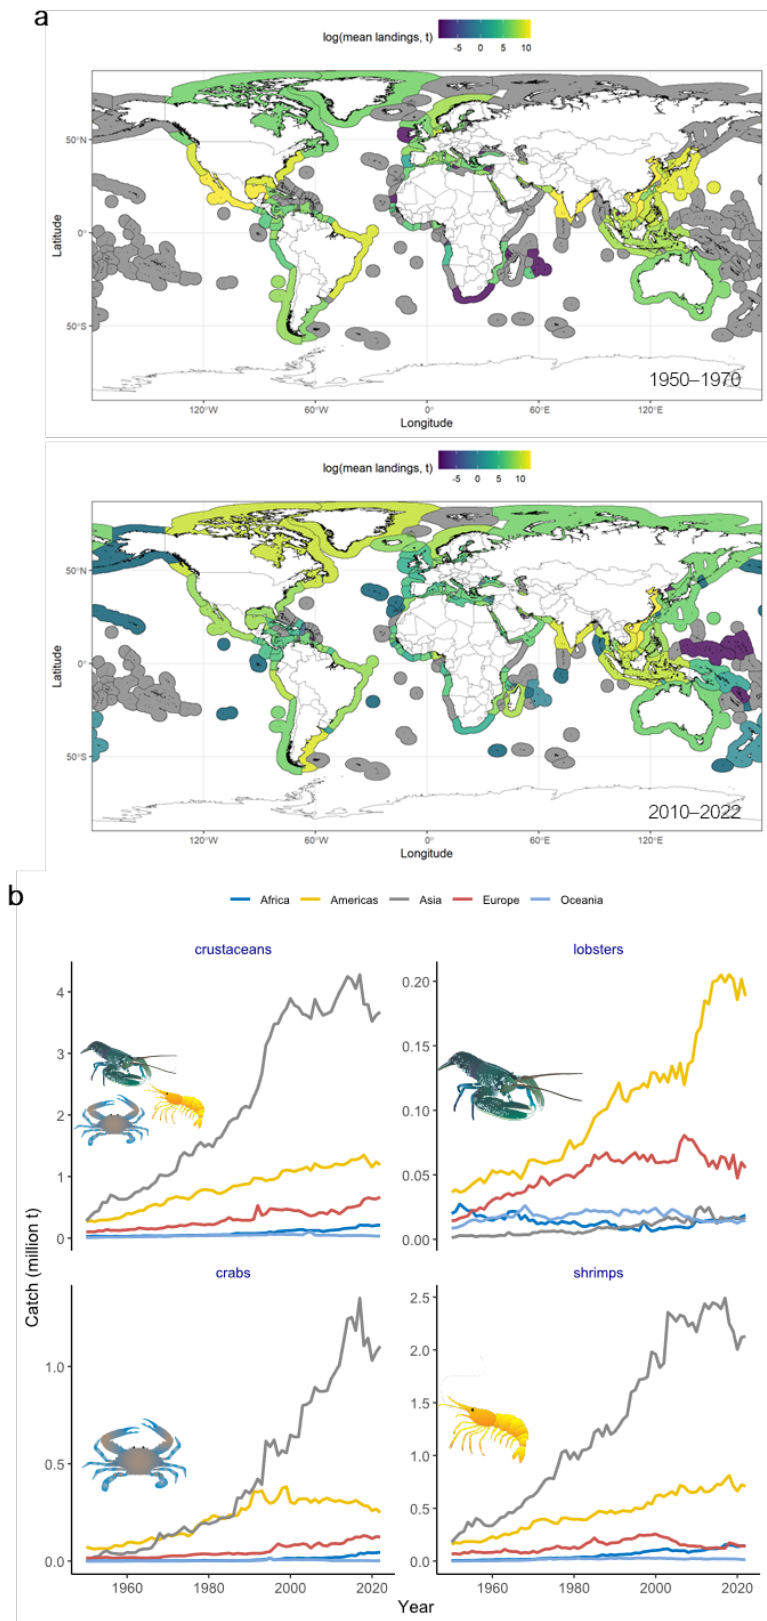 a
log(mean landings, t)
-5 0 5 10
50°N
0°
50°S
Latitude
120°W 60°W 0° 60°E 120°E
Longitude
1950–1970
log(mean landings, t)
-5 0 5 10
50°N
0°
50°S
Latitude
120°W 60°W 0° 60°E 120°E
Longitude
2010–2022
b
Africa Americas Asia Europe Oceania
crustaceans
4
3
2
1
0
lobsters
0.20
0.15
0.10
0.05
0.00
Catch (million t)
crabs
1.0
0.5
0.0
1960 1980 2000 2020
shrimps
2.5
2.0
1.5
1.0
0.5
0.0
1960 1980 2000 2020
Year